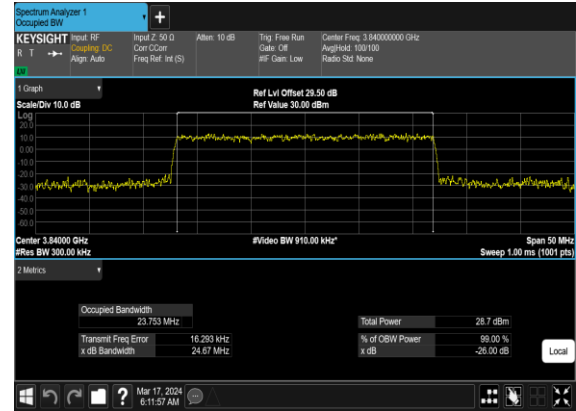 Spectrum Analyzer 1
Occupied BW
+
KEYSIGHT Input: RF Input Z: 50 Ω Atten: 10 dB Trig: Free Run Center Freq: 3.840000000 GHz
R T Coupling: DC Corr CCorr Gate: Off Avg|Hold: 100/100
Align: Auto Freq Ref: Int (S) #IF Gain: Low Radio Std: None
LV
1 Graph
Ref Lvl Offset 29.50 dB
Scale/Div 10.0 dB Ref Value 30.00 dBm
Log
20.0
10.0
0.00
-10.0
-20.0
-30.0
-40.0
-50.0
-60.0
Center 3.84000 GHz #Video BW 910.00 kHz* Span 50 MHz
#Res BW 300.00 kHz Sweep 1.00 ms (1001 pts)
2 Metrics
Occupied Bandwidth
23.753 MHz Total Power 28.7 dBm
Transmit Freq Error 16.293 kHz % of OBW Power 99.00 %
x dB Bandwidth 24.67 MHz x dB -26.00 dB
Local
? Mar 17, 2024
6:11:57 AM